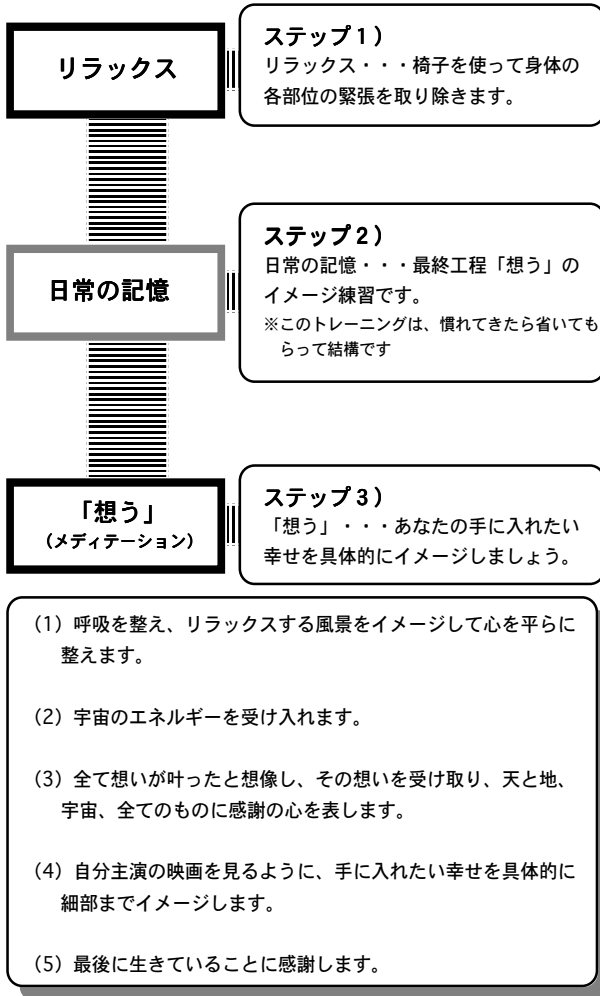 リラックス
ステップ1）
リラックス・・・椅子を使って身体の
各部位の緊張を取り除きます。
日常の記憶
ステップ2）
日常の記憶・・・最終工程「想う」の
イメージ練習です。
※このトレーニングは、慣れてきたら省いても
らって結構です
「想う」
（メディテーション）
ステップ3）
「想う」・・・あなたの手に入れたい
幸せを具体的にイメージしましょう。
（1）呼吸を整え、リラックスする風景をイメージして心を平らに
整えます。
（2）宇宙のエネルギーを受け入れます。
（3）全て想いが叶ったと想像し、その想いを受け取り、天と地、
宇宙、全てのものに感謝の心を表します。
（4）自分主演の映画を見るように、手に入れたい幸せを具体的に
細部までイメージします。
（5）最後に生きていることに感謝します。